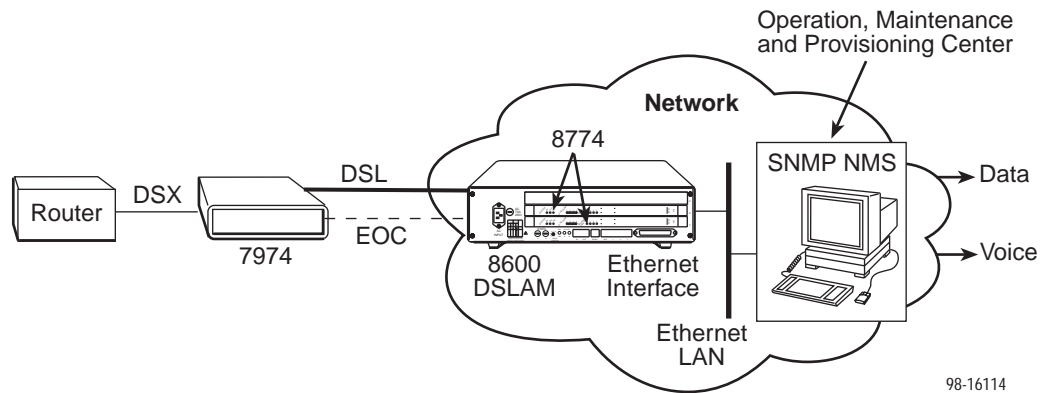 Operation, Maintenance
and Provisioning Center
Network
8774
SNMP NMS
Router
DSX
DSL
EOC
7974
8600
DSLAM
Ethernet
Interface
Ethernet
LAN
Data
Voice
98-16114